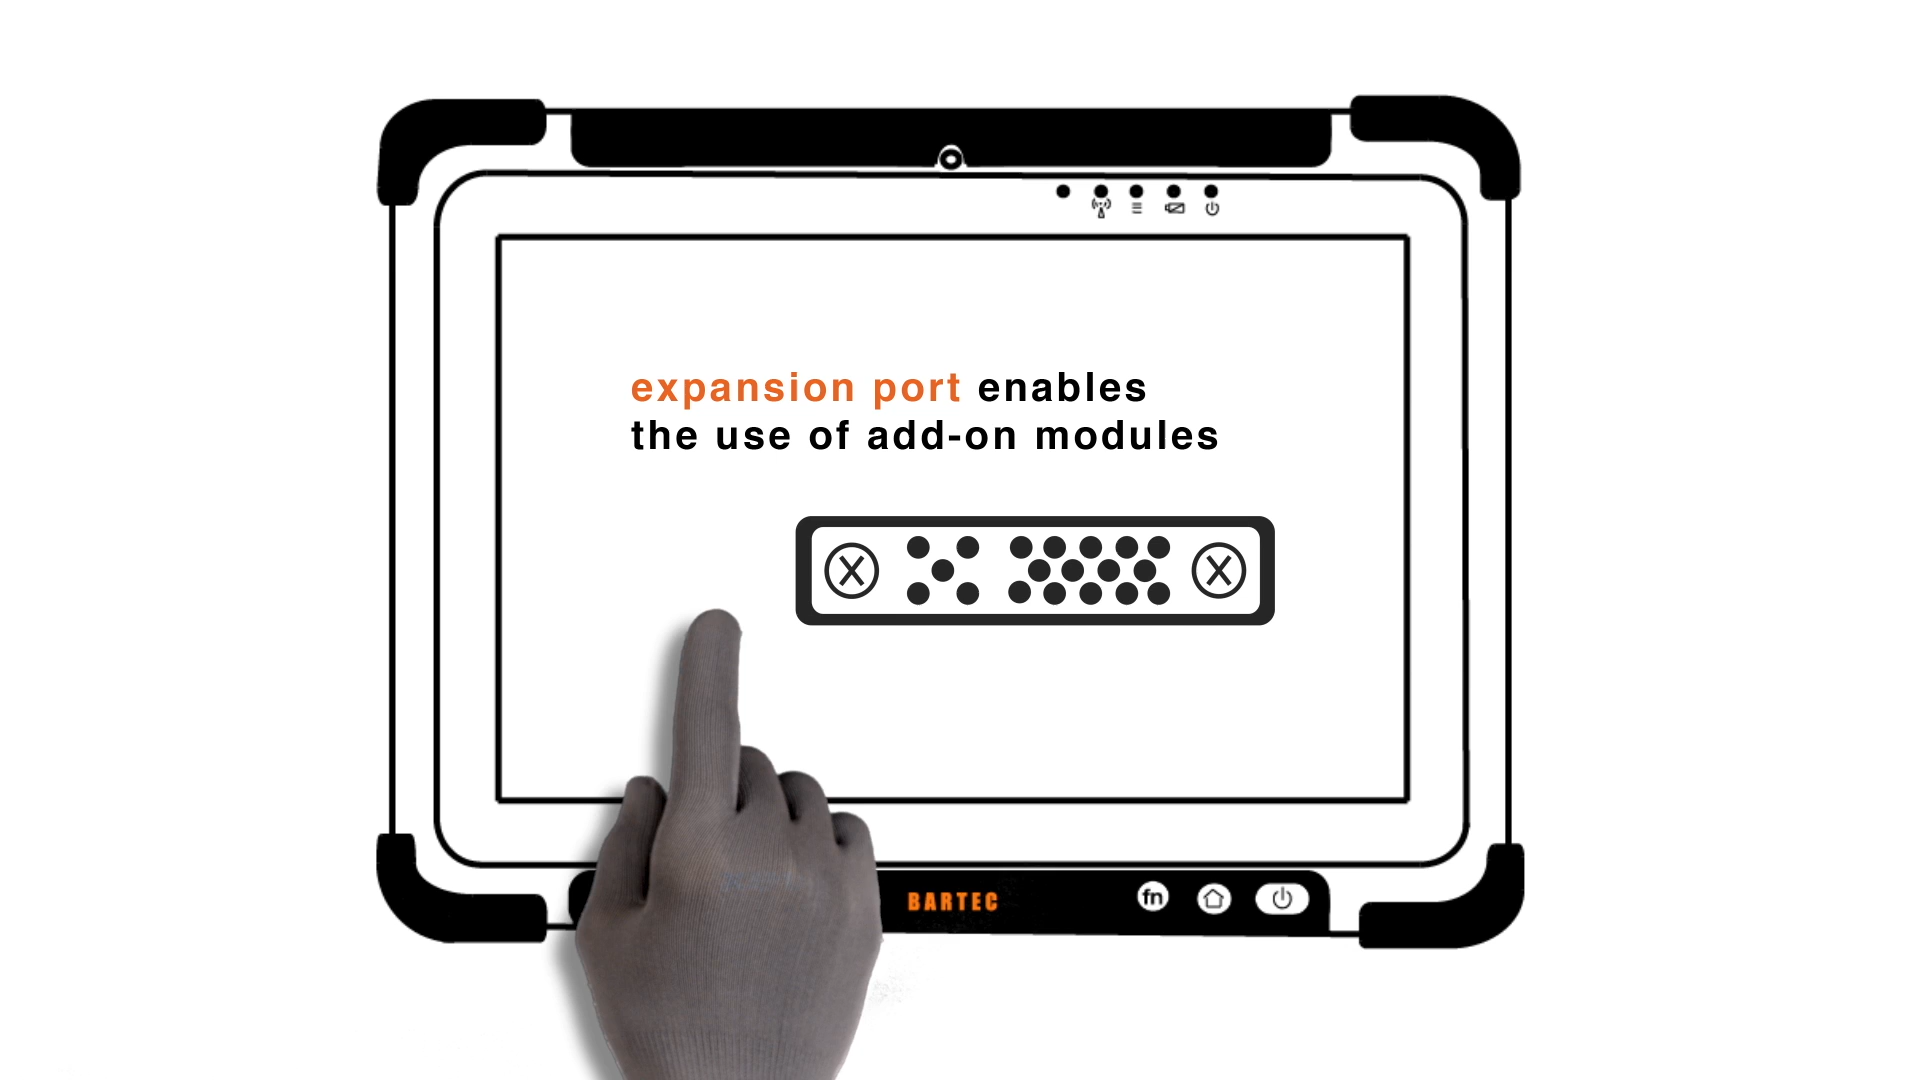 expansion port enables
the use of add-on modules
BARTEC
fn